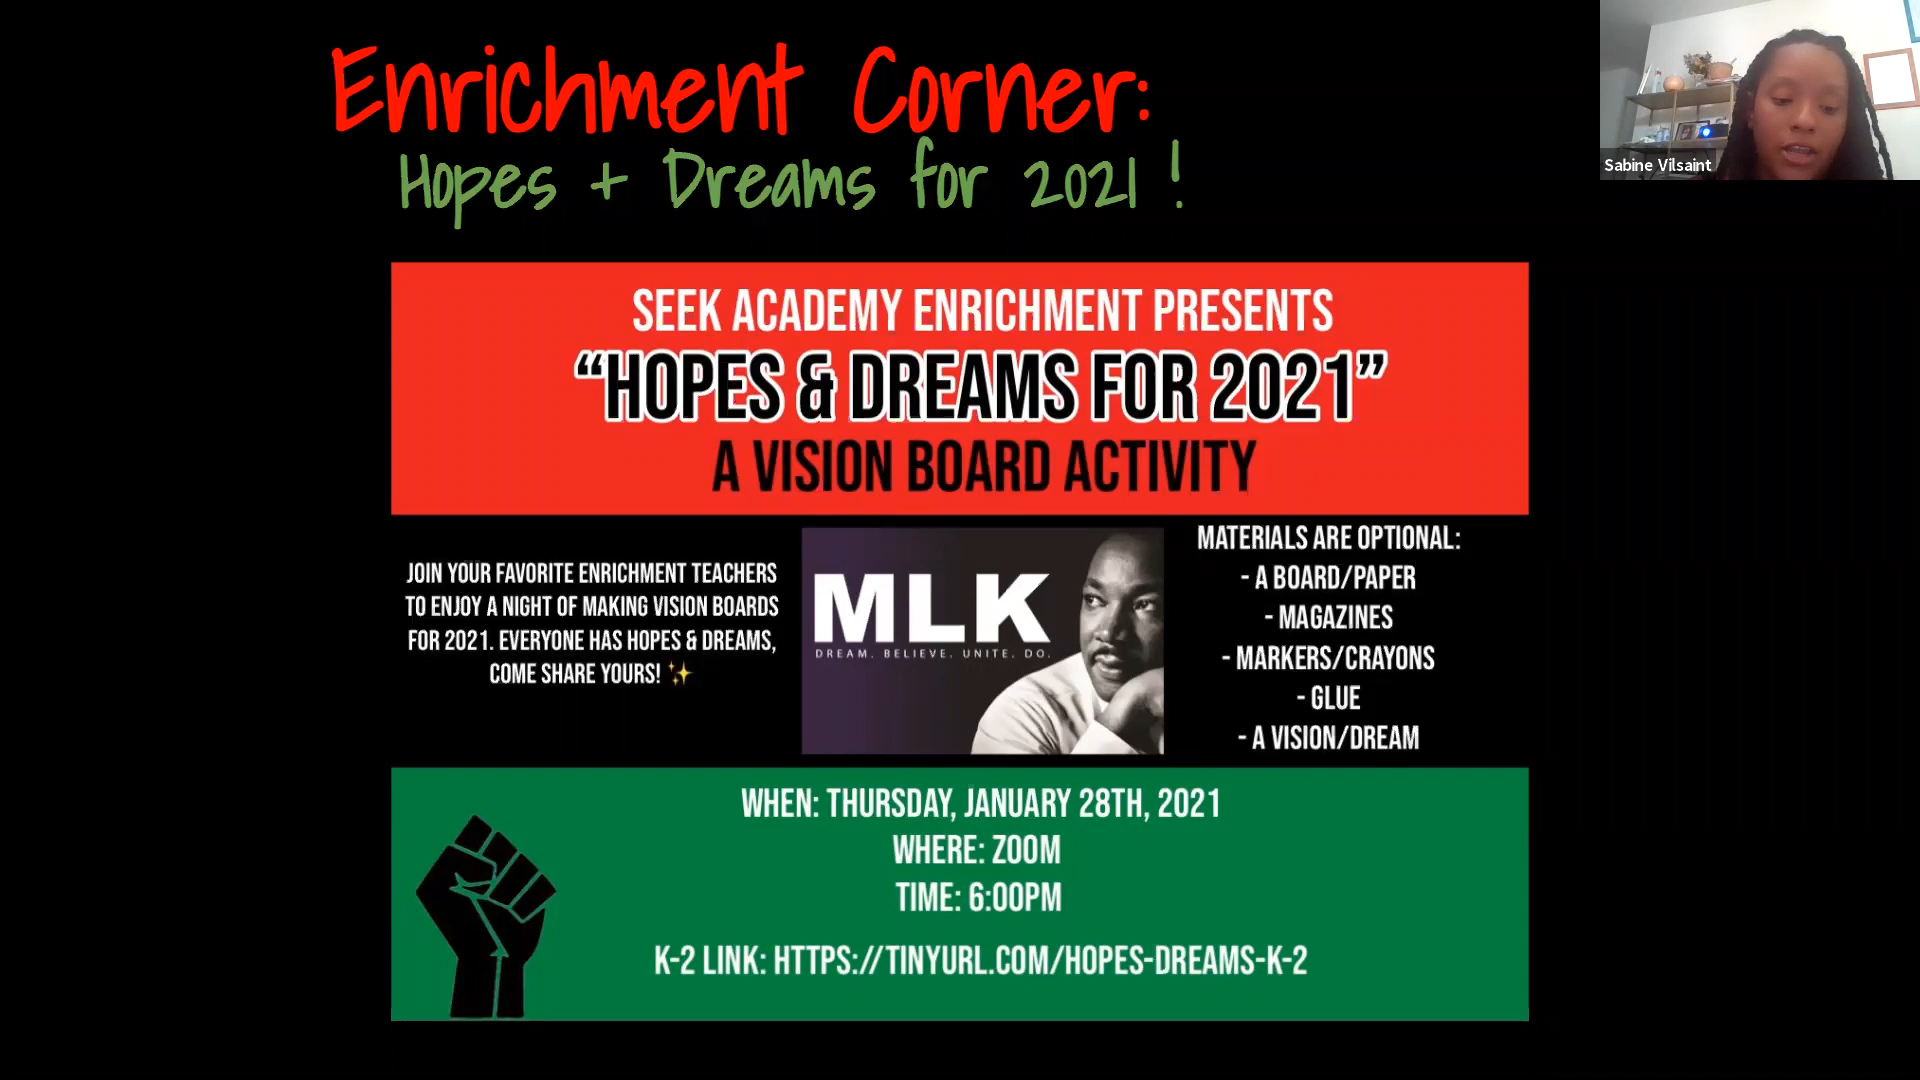 Enrichment Corner:
Hopes + Dreams for 2021 !
Sabine Vilsaint
SEEK ACADEMY ENRICHMENT PRESENTS
“HOPES & DREAMS FOR 2021”
A VISION BOARD ACTIVITY
JOIN YOUR FAVORITE ENRICHMENT TEACHERS
TO ENJOY A NIGHT OF MAKING VISION BOARDS
FOR 2021. EVERYONE HAS HOPES & DREAMS,
COME SHARE YOURS! ✨
MLK
DREAM. BELIEVE. UNITE. DO.
MATERIALS ARE OPTIONAL:
- A BOARD/PAPER
- MAGAZINES
- MARKERS/CRAYONS
- GLUE
- A VISION/DREAM
WHEN: THURSDAY, JANUARY 28TH, 2021
WHERE: ZOOM
TIME: 6:00PM
K-2 LINK: HTTPS://TINYURL.COM/HOPES-DREAMS-K-2